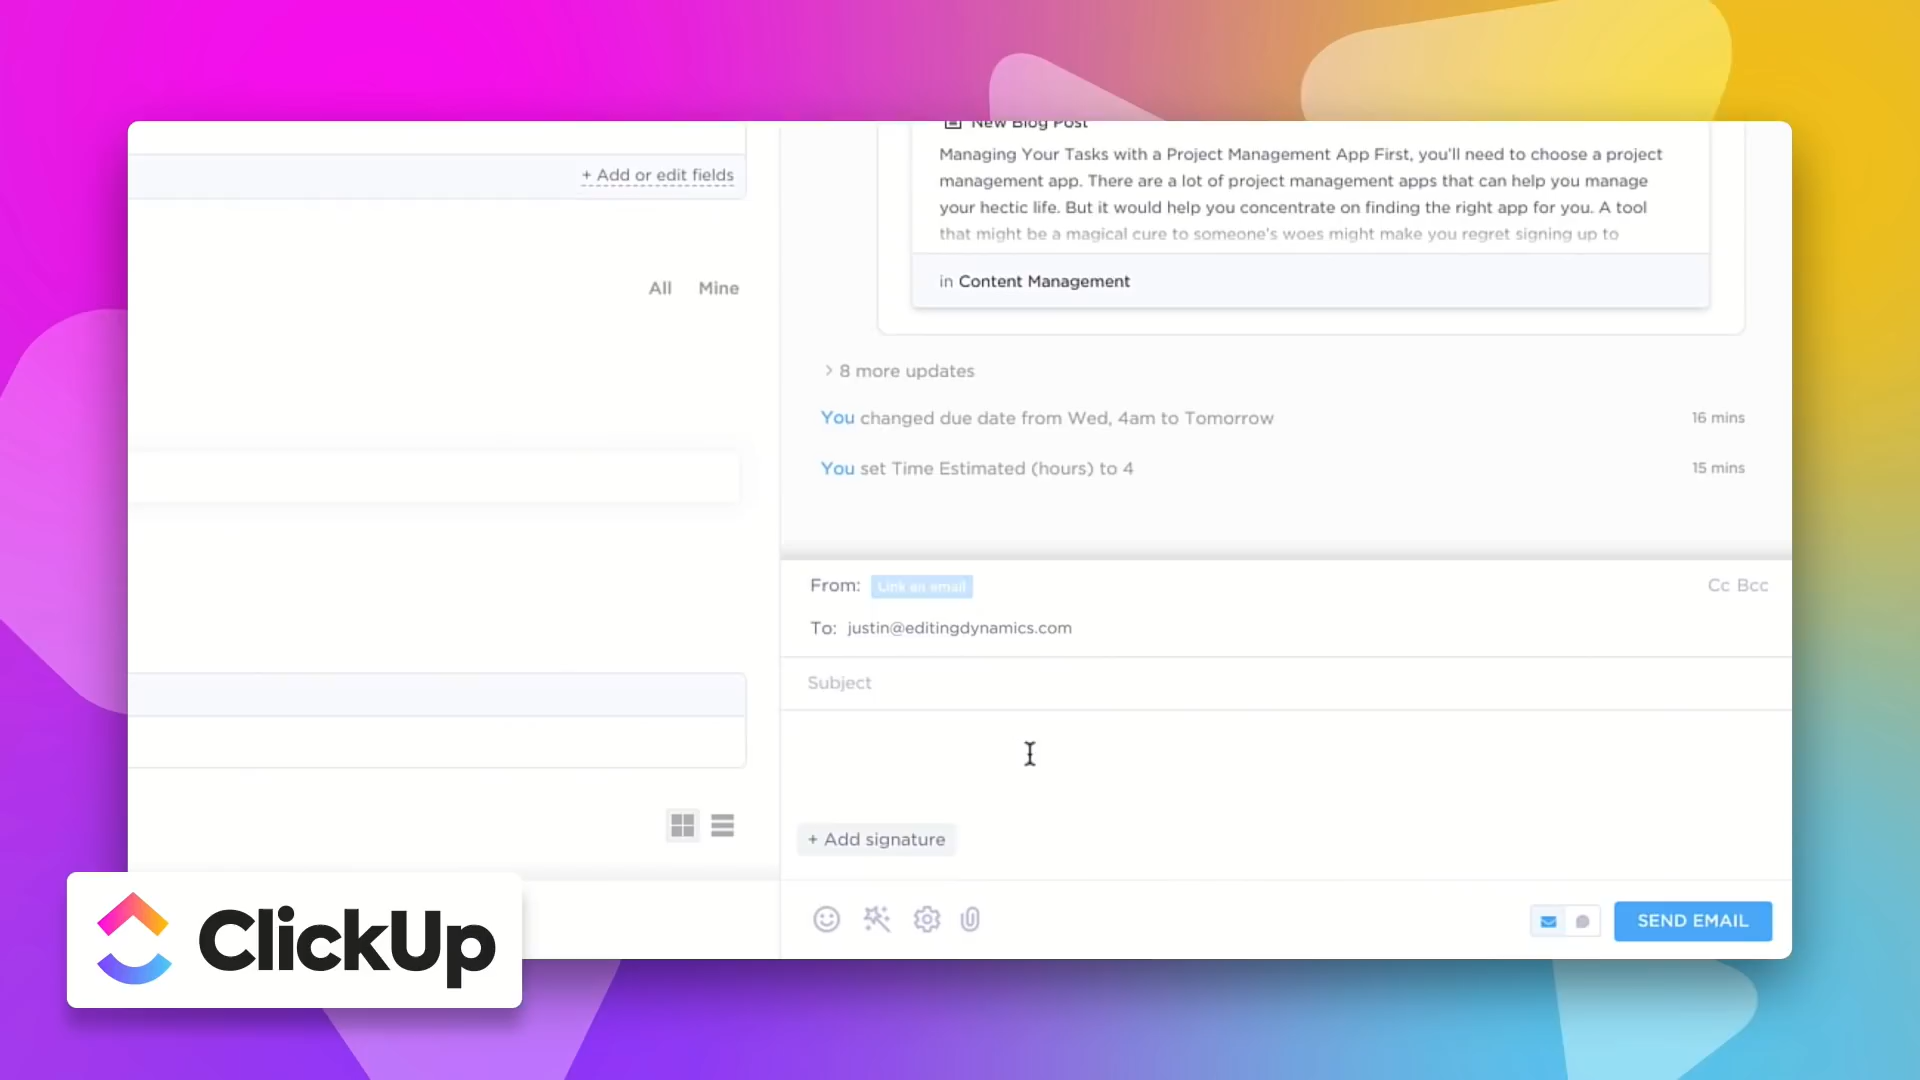 + Add or edit fields
All Mine
New Blog Post
Managing Your Tasks with a Project Management App First, you'll need to choose a project
management app. There are a lot of project management apps that can help you manage
your hectic life. But it would help you concentrate on finding the right app for you. A tool
that might be a magical cure to someone's woes might make you regret signing up to
in Content Management
> 8 more updates
You changed due date from Wed, 4am to Tomorrow 16 mins
You set Time Estimated (hours) to 4 15 mins
From: Link an email Cc Bcc
To: justin@editingdynamics.com
Subject
+ Add signature
SEND EMAIL
ClickUp